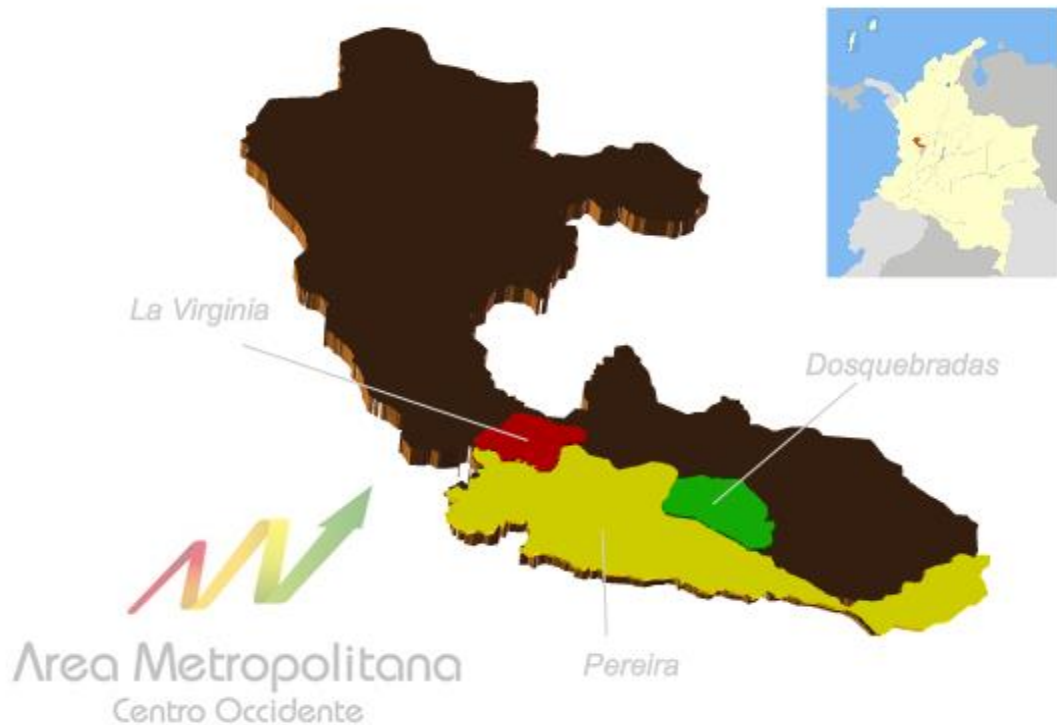 La Virginia
Dosquebradas
Pereira
Area Metropolitana
Centro Occidente